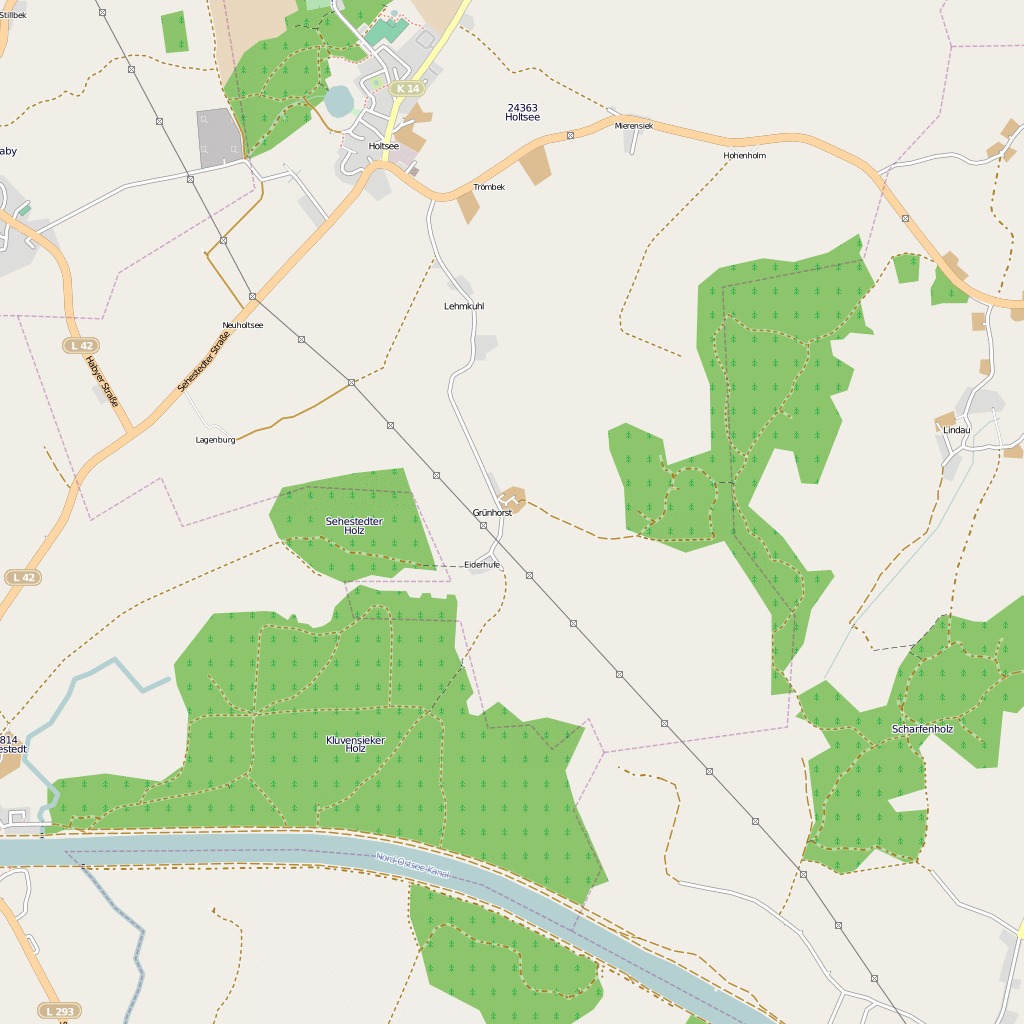 Stillbek
K 14
24363
Holtsee
Mierensiek
Holtsee
Hohenholm
aby
Trömbek
Lehmkuhl
Neuholtsee
L 42
Sehestedter Straße
Habyer Straße
Lagenburg
Lindau
Grünhorst
Sehestedter
Holz
Eiderhufe
L 42
Scharfenholz
Kluvensieker
Holz
814
estedt
Nord-Ostsee-Kanal
L 293